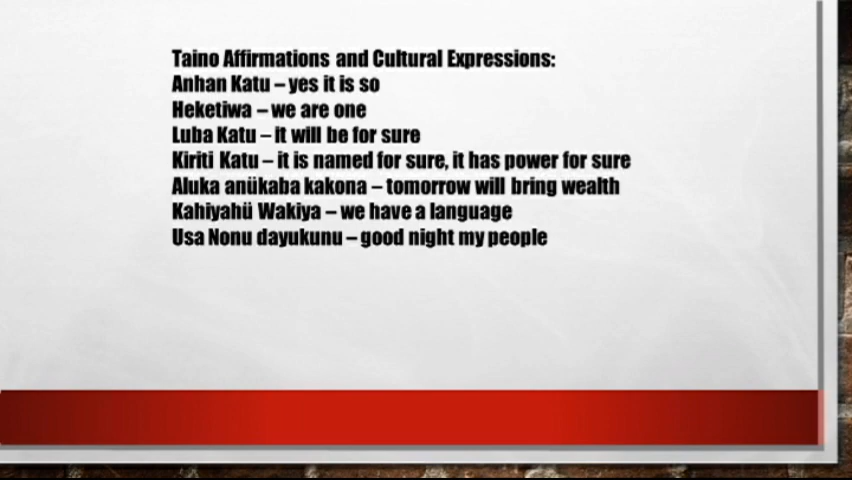 Taino Affirmations and Cultural Expressions:
Anhan Katu – yes it is so
Heketiwa – we are one
Luba Katu – it will be for sure
Kiriti Katu – it is named for sure, it has power for sure
Aluka anükaba kakona – tomorrow will bring wealth
Kahiyahü Wakiya – we have a language
Usa Nonu dayukunu – good night my people